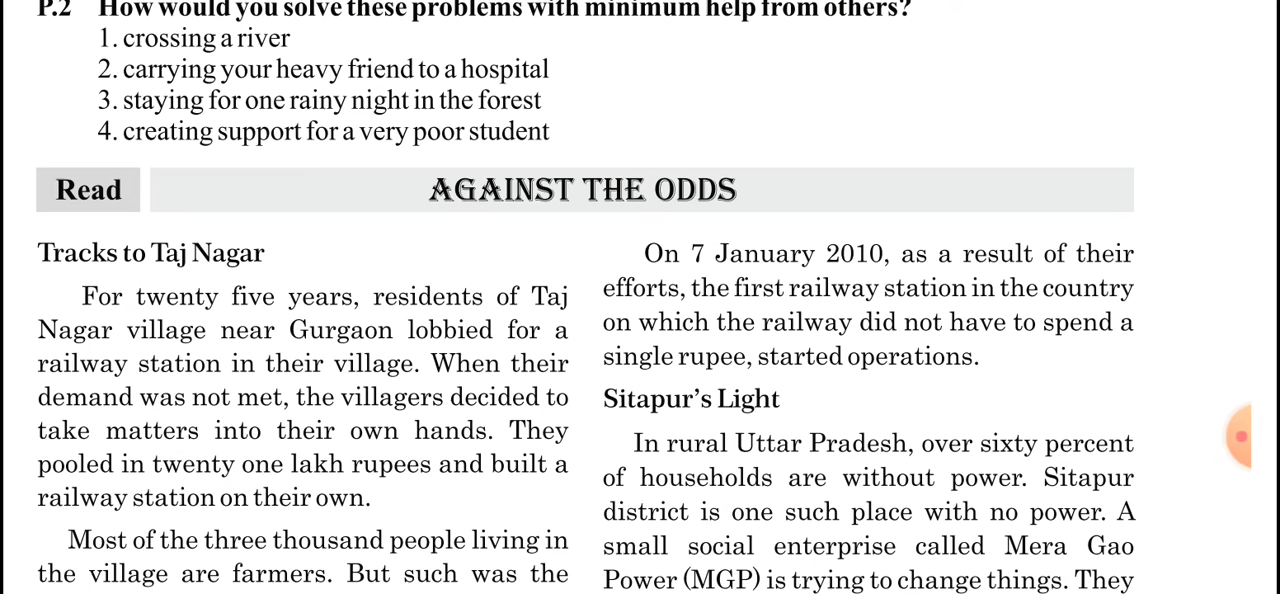 P.2 How would you solve these problems with minimum help from others?
1. crossing a river
2. carrying your heavy friend to a hospital
3. staying for one rainy night in the forest
4. creating support for a very poor student
Read AGAINST THE ODDS
Tracks to Taj Nagar
For twenty five years, residents of Taj
Nagar village near Gurgaon lobbied for a
railway station in their village. When their
demand was not met, the villagers decided to
take matters into their own hands. They
pooled in twenty one lakh rupees and built a
railway station on their own.
Most of the three thousand people living in
the village are farmers. But such was the
On 7 January 2010, as a result of their
efforts, the first railway station in the country
on which the railway did not have to spend a
single rupee, started operations.
Sitapur's Light
In rural Uttar Pradesh, over sixty percent
of households are without power. Sitapur
district is one such place with no power. A
small social enterprise called Mera Gao
Power (MGP) is trying to change things. They